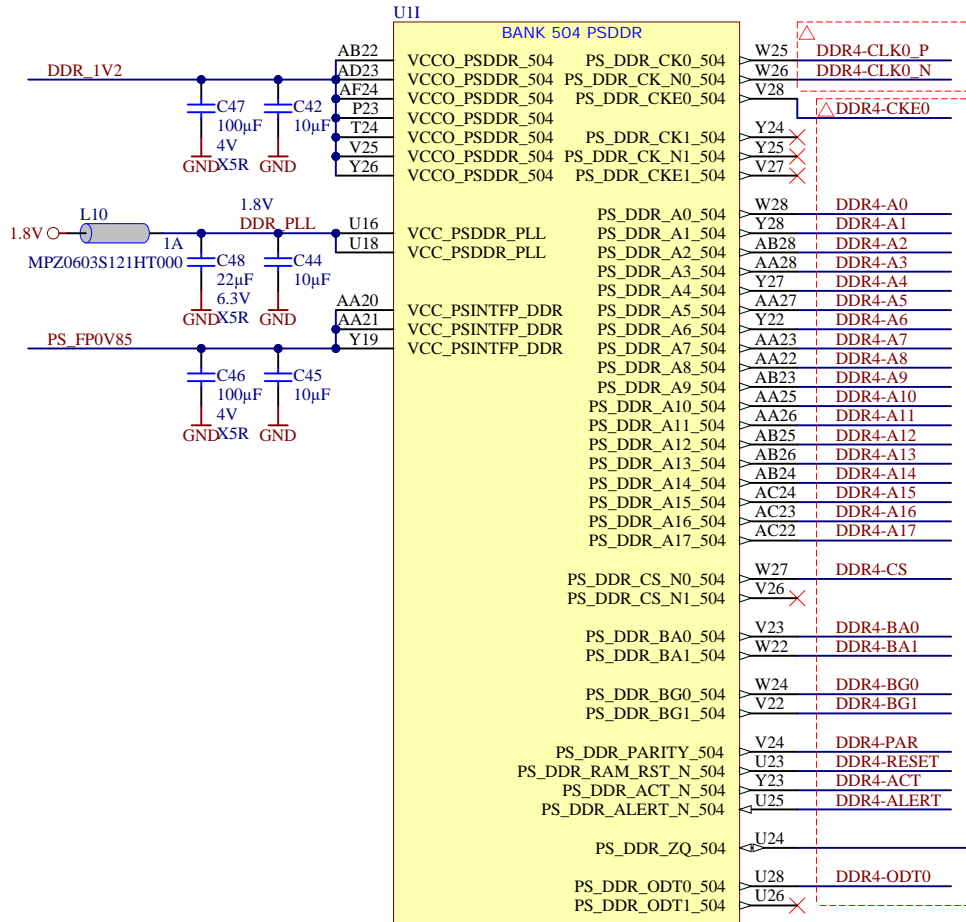 U1I
BANK 504 PSDDR
DDR_1V2
AB22 VCCO_PSDDR_504
AD23 VCCO_PSDDR_504
AF24 VCCO_PSDDR_504
P23 VCCO_PSDDR_504
T24 VCCO_PSDDR_504
V25 VCCO_PSDDR_504
Y26 VCCO_PSDDR_504
C47
100µF
4V
X5R
GND
C42
10µF
GND
1.8V
L10
1A
MPZ0603S121HT000
1.8V
DDR_PLL
U16 VCC_PSDDR_PLL
U18 VCC_PSDDR_PLL
C48
22µF
6.3V
X5R
GND
C44
10µF
GND
AA20 VCC_PSINTFP_DDR
AA21 VCC_PSINTFP_DDR
Y19 VCC_PSINTFP_DDR
PS_FP0V85
C46
100µF
4V
X5R
GND
C45
10µF
GND
PS_DDR_CK0_504 W25 DDR4-CLK0_P
PS_DDR_CK_N0_504 W26 DDR4-CLK0_N
PS_DDR_CKE0_504 V28 DDR4-CKE0
PS_DDR_CK1_504 Y24
PS_DDR_CK_N1_504 Y25
PS_DDR_CKE1_504 V27
PS_DDR_A0_504 W28 DDR4-A0
PS_DDR_A1_504 Y28 DDR4-A1
PS_DDR_A2_504 AB28 DDR4-A2
PS_DDR_A3_504 AA28 DDR4-A3
PS_DDR_A4_504 Y27 DDR4-A4
PS_DDR_A5_504 AA27 DDR4-A5
PS_DDR_A6_504 Y22 DDR4-A6
PS_DDR_A7_504 AA23 DDR4-A7
PS_DDR_A8_504 AA22 DDR4-A8
PS_DDR_A9_504 AB23 DDR4-A9
PS_DDR_A10_504 AA25 DDR4-A10
PS_DDR_A11_504 AA26 DDR4-A11
PS_DDR_A12_504 AB25 DDR4-A12
PS_DDR_A13_504 AB26 DDR4-A13
PS_DDR_A14_504 AB24 DDR4-A14
PS_DDR_A15_504 AC24 DDR4-A15
PS_DDR_A16_504 AC23 DDR4-A16
PS_DDR_A17_504 AC22 DDR4-A17
PS_DDR_CS_N0_504 W27 DDR4-CS
PS_DDR_CS_N1_504 V26
PS_DDR_BA0_504 V23 DDR4-BA0
PS_DDR_BA1_504 W22 DDR4-BA1
PS_DDR_BG0_504 W24 DDR4-BG0
PS_DDR_BG1_504 V22 DDR4-BG1
PS_DDR_PARITY_504 V24 DDR4-PAR
PS_DDR_RAM_RST_N_504 U23 DDR4-RESET
PS_DDR_ACT_N_504 Y23 DDR4-ACT
PS_DDR_ALERT_N_504 U25 DDR4-ALERT
PS_DDR_ZQ_504 U24
PS_DDR_ODT0_504 U28 DDR4-ODT0
PS_DDR_ODT1_504 U26